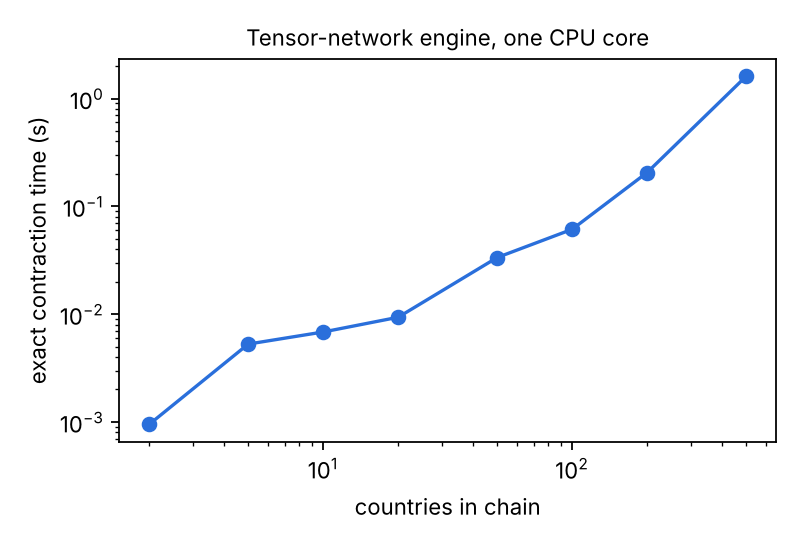 Tensor-network engine, one CPU core
exact contraction time (s)
10⁰
10⁻¹
10⁻²
10⁻³
10¹
10²
countries in chain